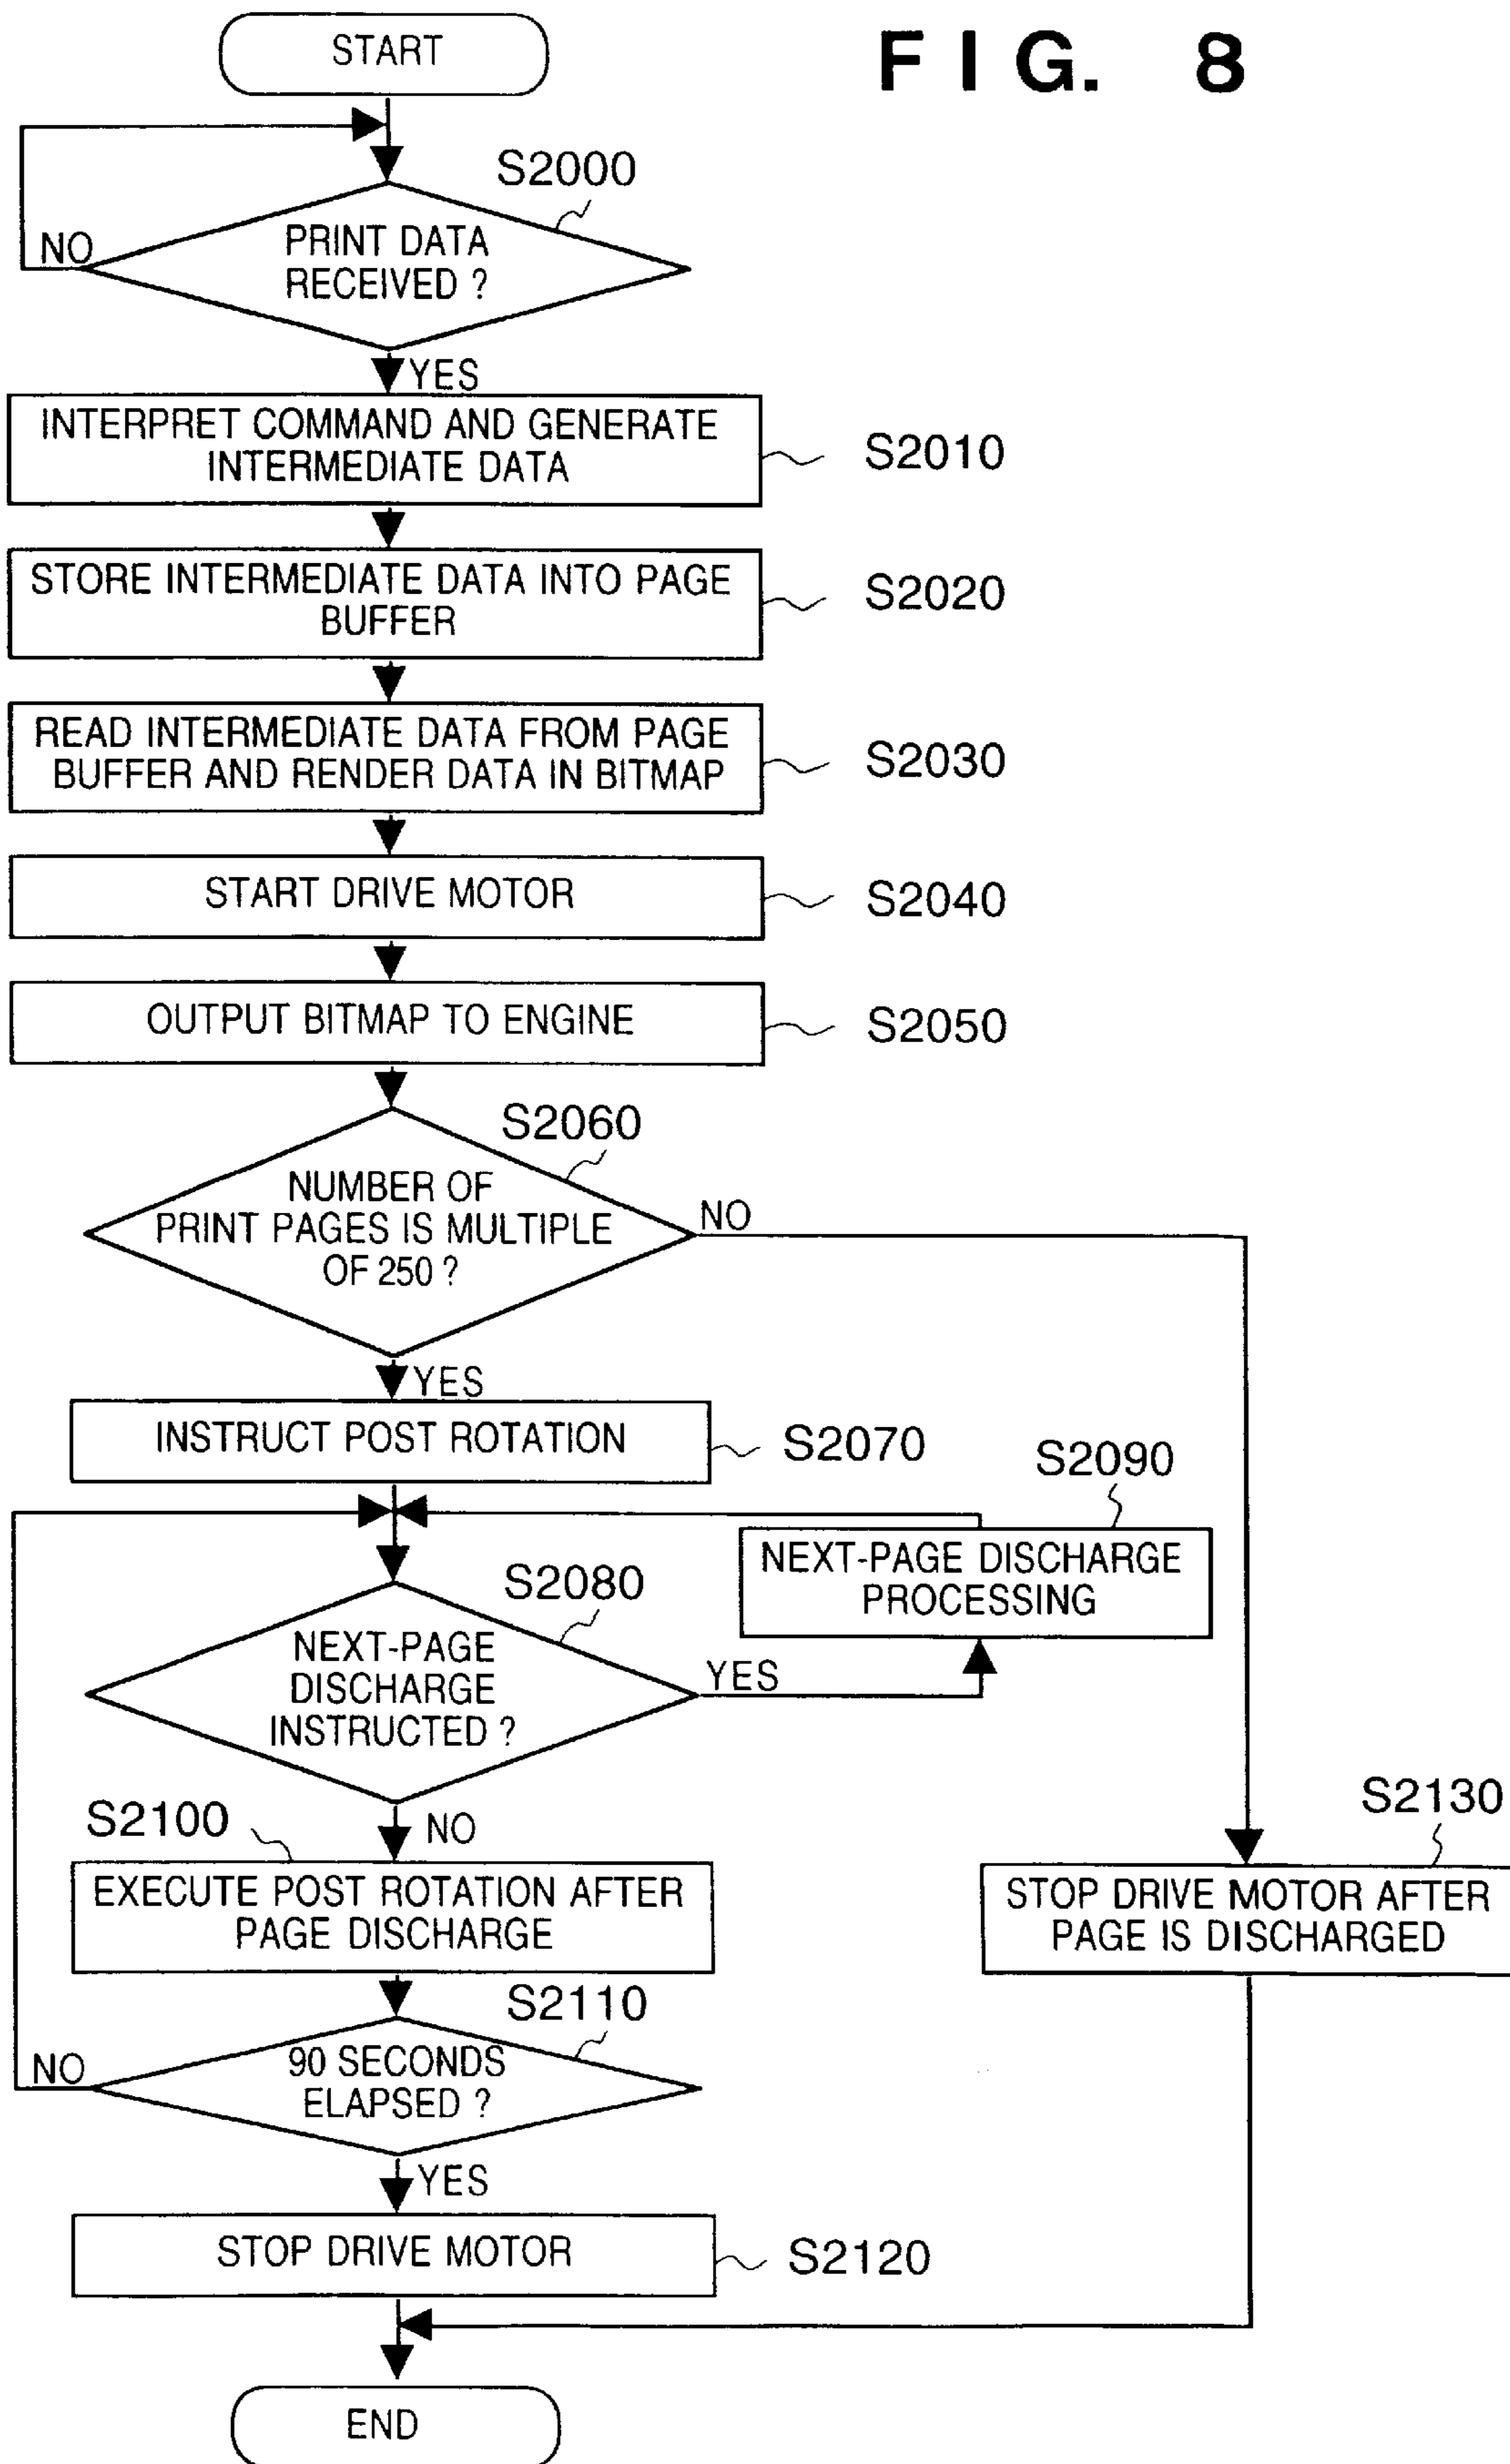 START
F I G. 8
S2000
PRINT DATA
RECEIVED ?
NO
YES
INTERPRET COMMAND AND GENERATE
INTERMEDIATE DATA
S2010
STORE INTERMEDIATE DATA INTO PAGE
BUFFER
S2020
READ INTERMEDIATE DATA FROM PAGE
BUFFER AND RENDER DATA IN BITMAP
S2030
START DRIVE MOTOR
S2040
OUTPUT BITMAP TO ENGINE
S2050
S2060
NUMBER OF
PRINT PAGES IS MULTIPLE
OF 250 ?
NO
YES
INSTRUCT POST ROTATION
S2070
S2090
NEXT-PAGE DISCHARGE
PROCESSING
S2080
NEXT-PAGE
DISCHARGE
INSTRUCTED ?
YES
NO
S2100
EXECUTE POST ROTATION AFTER
PAGE DISCHARGE
S2130
STOP DRIVE MOTOR AFTER
PAGE IS DISCHARGED
S2110
90 SECONDS
ELAPSED ?
NO
YES
STOP DRIVE MOTOR
S2120
END